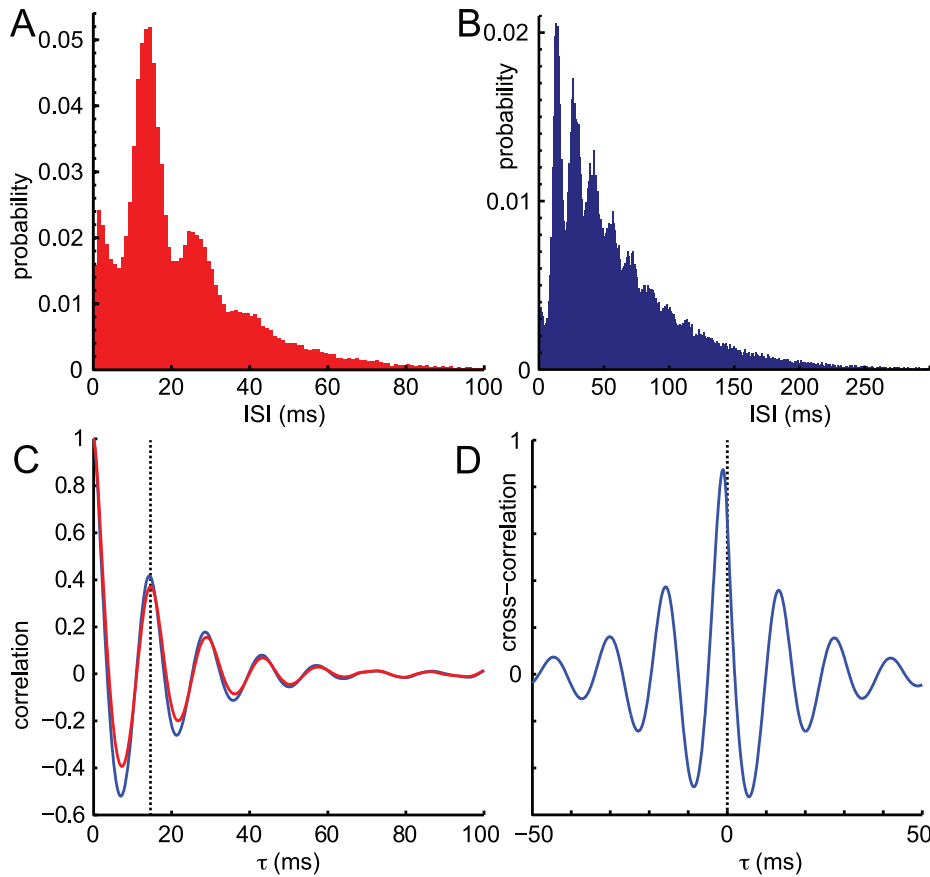 A
0.05
0.04
0.03
0.02
0.01
0
probability
0 20 40 60 80 100
ISI (ms)
B
0.02
0.01
0
probability
0 50 100 150 200 250
ISI (ms)
C
1
0.8
0.6
0.4
0.2
0
−0.2
−0.4
−0.6
correlation
0 20 40 60 80 100
τ (ms)
D
1
0
cross−correlation
−50 0 50
τ (ms)